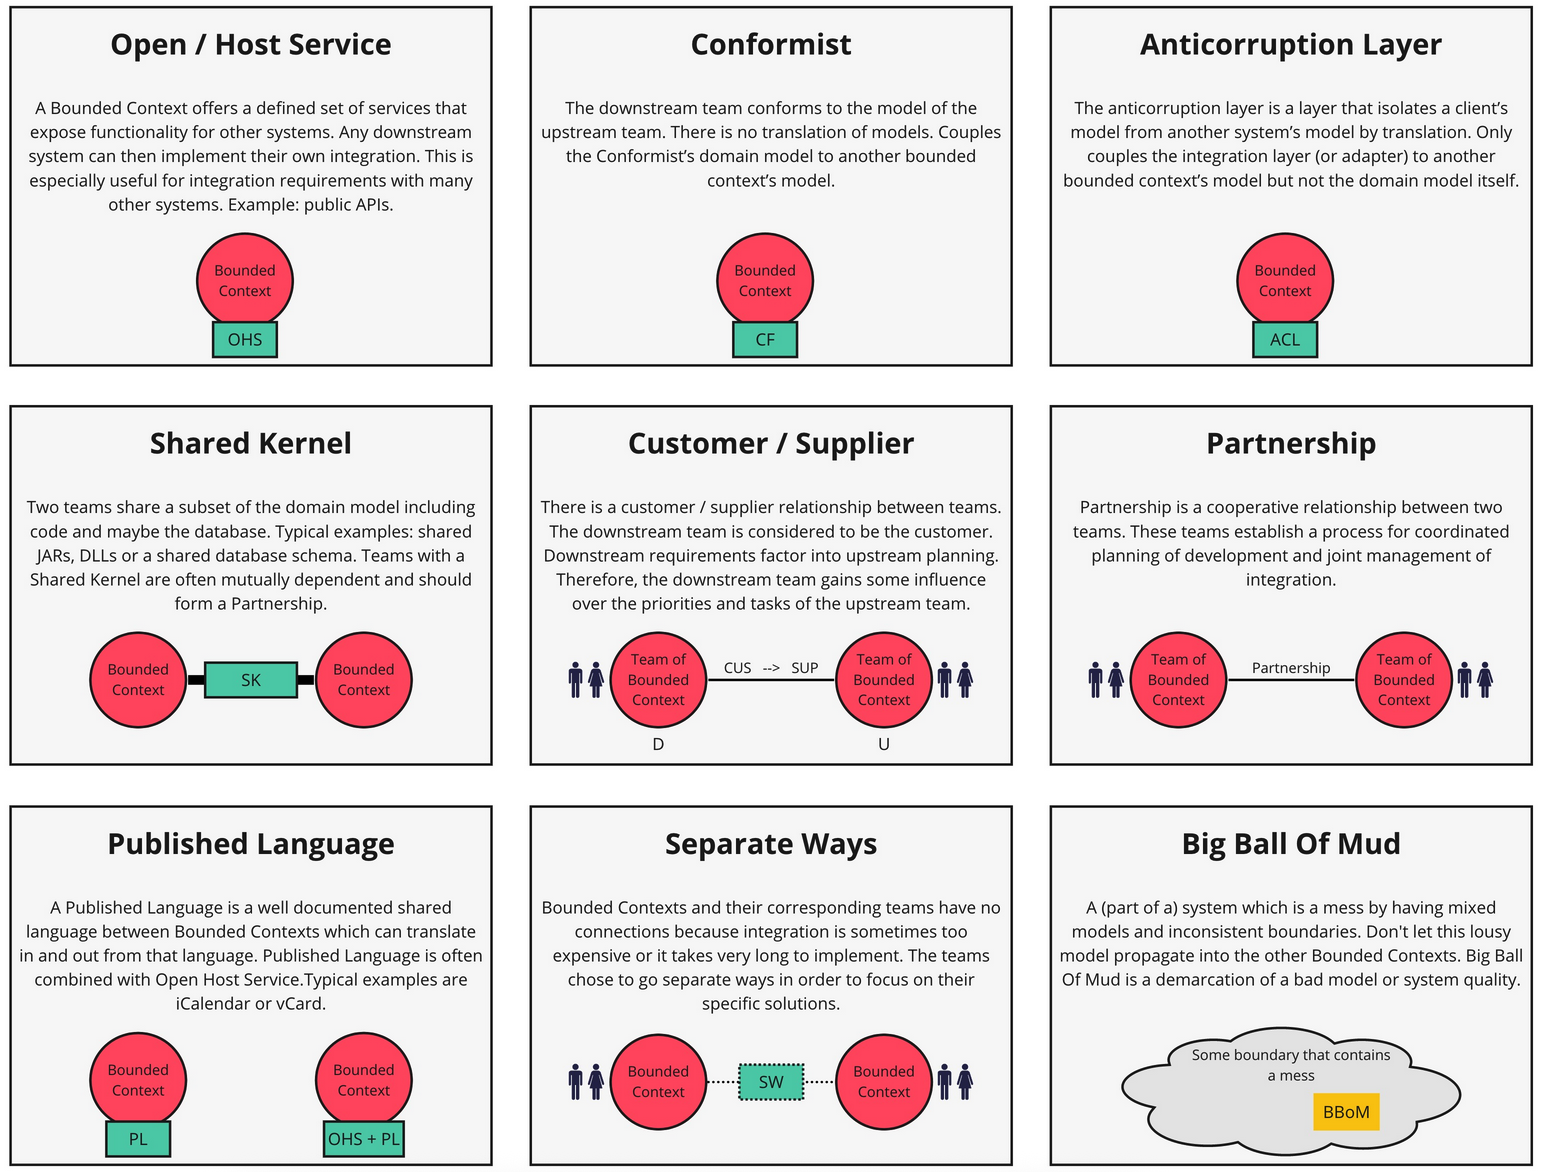 Open / Host Service
A Bounded Context offers a defined set of services that
expose functionality for other systems. Any downstream
system can then implement their own integration. This is
especially useful for integration requirements with many
other systems. Example: public APIs.
Bounded
Context
OHS
Conformist
The downstream team conforms to the model of the
upstream team. There is no translation of models. Couples
the Conformist’s domain model to another bounded
context’s model.
Bounded
Context
CF
Anticorruption Layer
The anticorruption layer is a layer that isolates a client’s
model from another system’s model by translation. Only
couples the integration layer (or adapter) to another
bounded context’s model but not the domain model itself.
Bounded
Context
ACL
Shared Kernel
Two teams share a subset of the domain model including
code and maybe the database. Typical examples: shared
JARs, DLLs or a shared database schema. Teams with a
Shared Kernel are often mutually dependent and should
form a Partnership.
Bounded
Context
SK
Bounded
Context
Customer / Supplier
There is a customer / supplier relationship between teams.
The downstream team is considered to be the customer.
Downstream requirements factor into upstream planning.
Therefore, the downstream team gains some influence
over the priorities and tasks of the upstream team.
Team of
Bounded
Context
CUS --> SUP
Team of
Bounded
Context
D
U
Partnership
Partnership is a cooperative relationship between two
teams. These teams establish a process for coordinated
planning of development and joint management of
integration.
Team of
Bounded
Context
Partnership
Team of
Bounded
Context
Published Language
A Published Language is a well documented shared
language between Bounded Contexts which can translate
in and out from that language. Published Language is often
combined with Open Host Service.Typical examples are
iCalendar or vCard.
Bounded
Context
PL
Bounded
Context
OHS + PL
Separate Ways
Bounded Contexts and their corresponding teams have no
connections because integration is sometimes too
expensive or it takes very long to implement. The teams
chose to go separate ways in order to focus on their
specific solutions.
Bounded
Context
SW
Bounded
Context
Big Ball Of Mud
A (part of a) system which is a mess by having mixed
models and inconsistent boundaries. Don't let this lousy
model propagate into the other Bounded Contexts. Big Ball
Of Mud is a demarcation of a bad model or system quality.
Some boundary that contains
a mess
BBoM